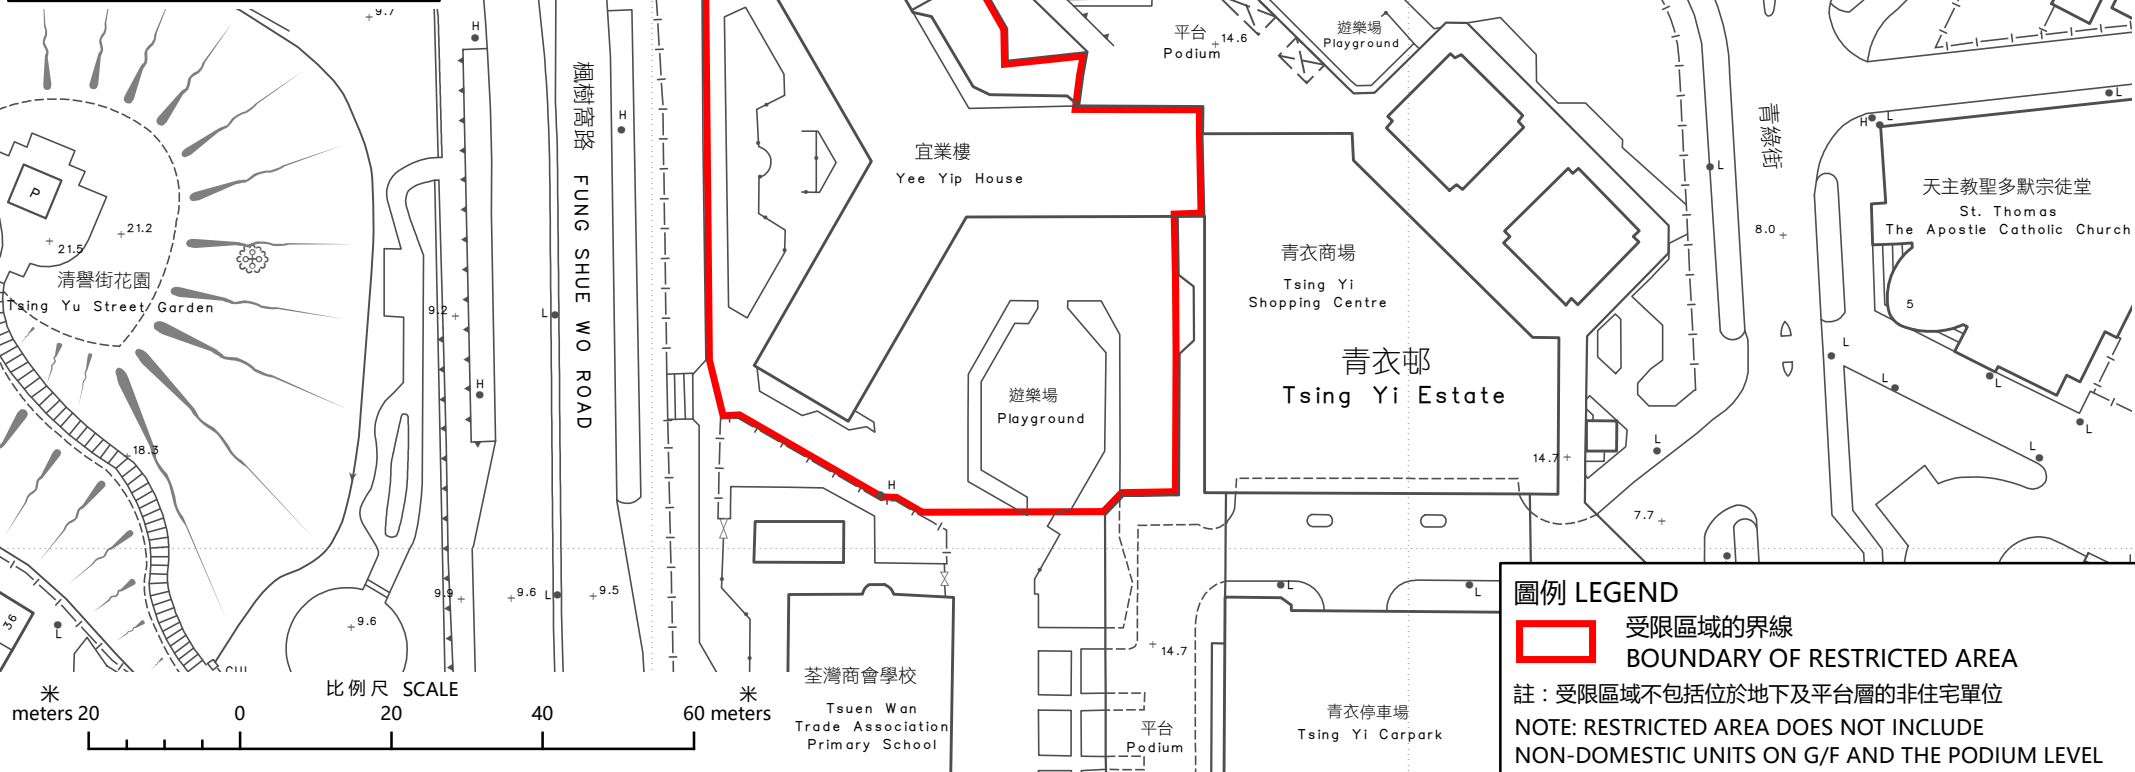 9.7
H
楓樹窩路 FUNG SHUE WO ROAD
H
平台
Podium
14.6
遊樂場
Playground
青綠街
L
L
H
L
宜業樓
Yee Yip House
P
21.2
21.5
清譽街花園
Tsing Yu Street Garden
9.2
L
天主教聖多默宗徒堂
St. Thomas
The Apostle Catholic Church
8.0
5
青衣商場
Tsing Yi
Shopping Centre
青衣邨
Tsing Yi Estate
遊樂場
Playground
H
L
L
L
L
L
L
18.3
H
14.7
7.7
9.9
9.6
L
9.5
9.6
36
L
L
L
14.7
荃灣商會學校
Tsuen Wan
Trade Association
Primary School
平台
Podium
青衣停車場
Tsing Yi Carpark
比例尺 SCALE
米
meters 20
0
20
40
米
60 meters
圖例 LEGEND
受限區域的界線
BOUNDARY OF RESTRICTED AREA
註：受限區域不包括位於地下及平台層的非住宅單位
NOTE: RESTRICTED AREA DOES NOT INCLUDE
NON-DOMESTIC UNITS ON G/F AND THE PODIUM LEVEL